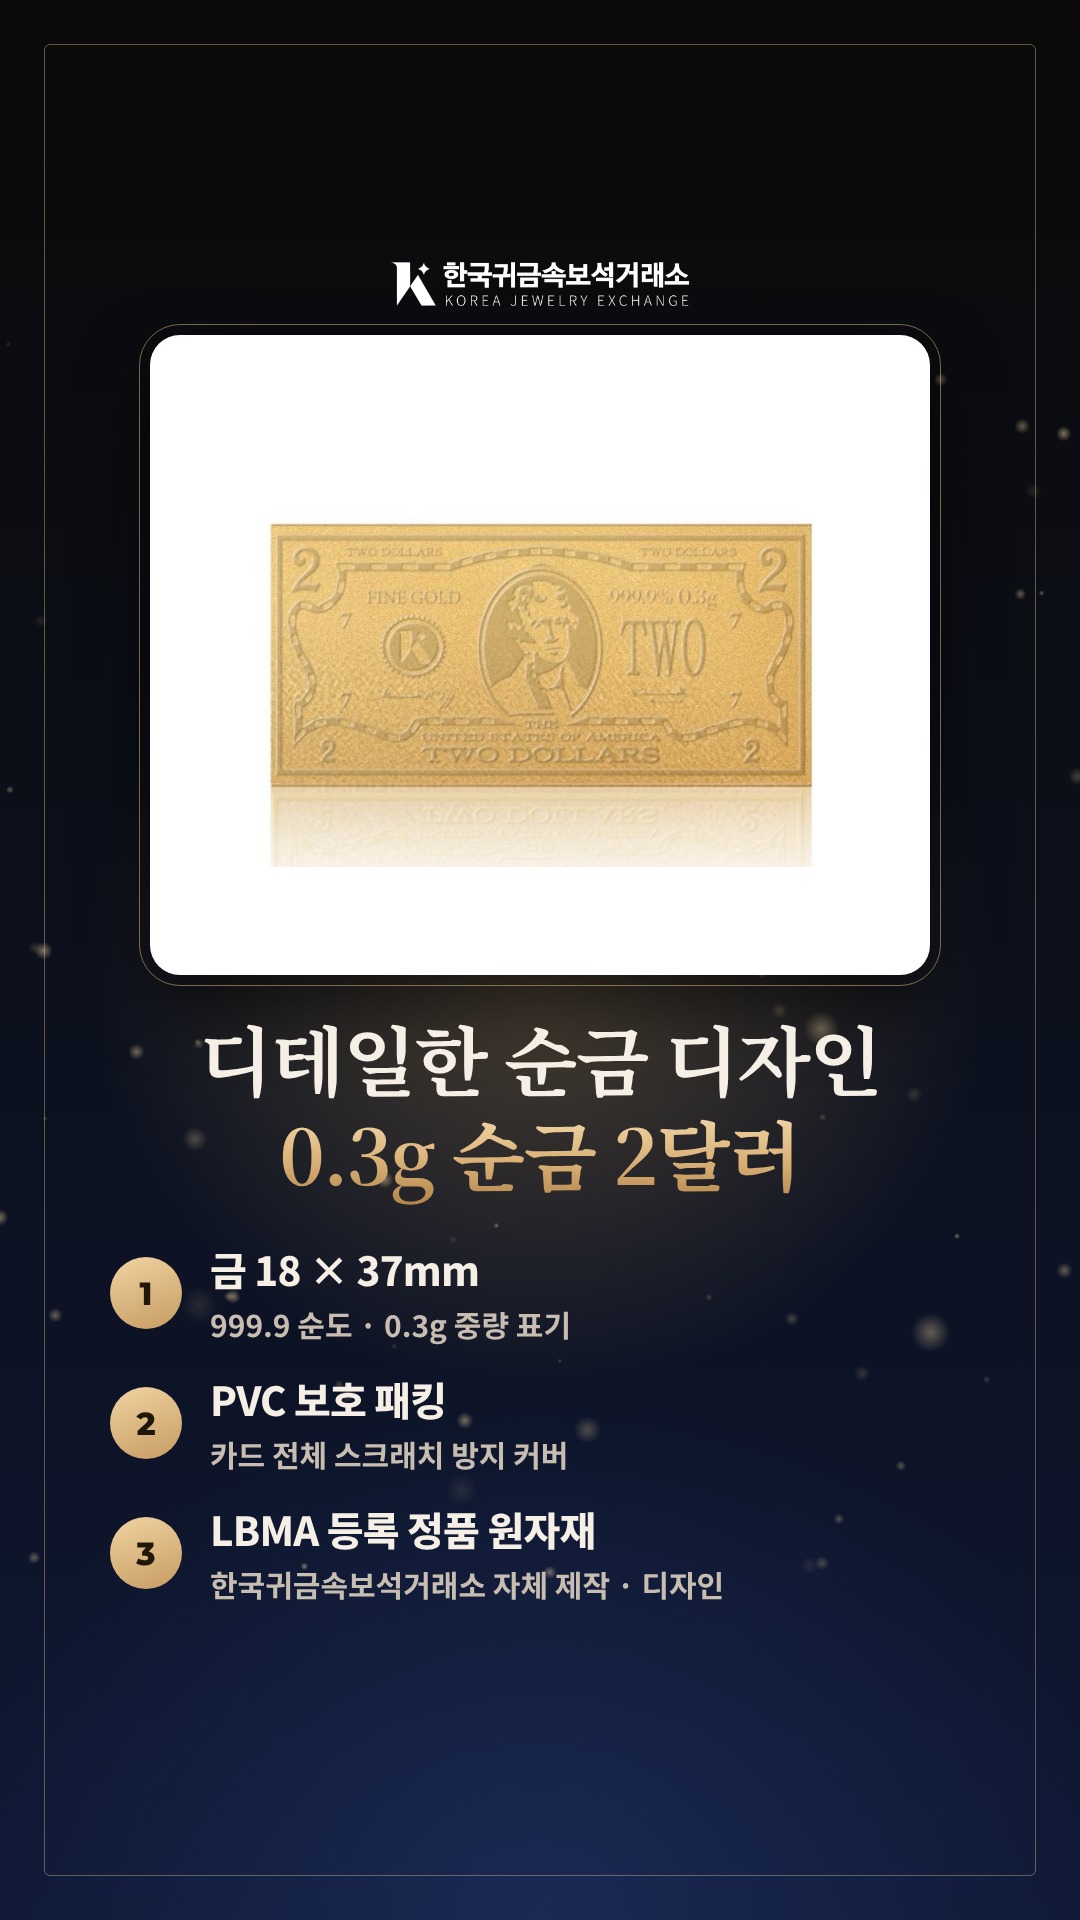 한국귀금속보석거래소
KOREA JEWELRY EXCHANGE
TWO DOLLARS TWO DOLLARS
2 2
FINE GOLD 999.9% 0.3g
7 TWO 7
7 7
THE
UNITED STATES OF AMERICA
2 TWO DOLLARS 2
디테일한 순금 디자인
0.3g 순금 2달러
1 금 18 × 37mm
999.9 순도 · 0.3g 중량 표기
2 PVC 보호 패킹
카드 전체 스크래치 방지 커버
3 LBMA 등록 정품 원자재
한국귀금속보석거래소 자체 제작 · 디자인